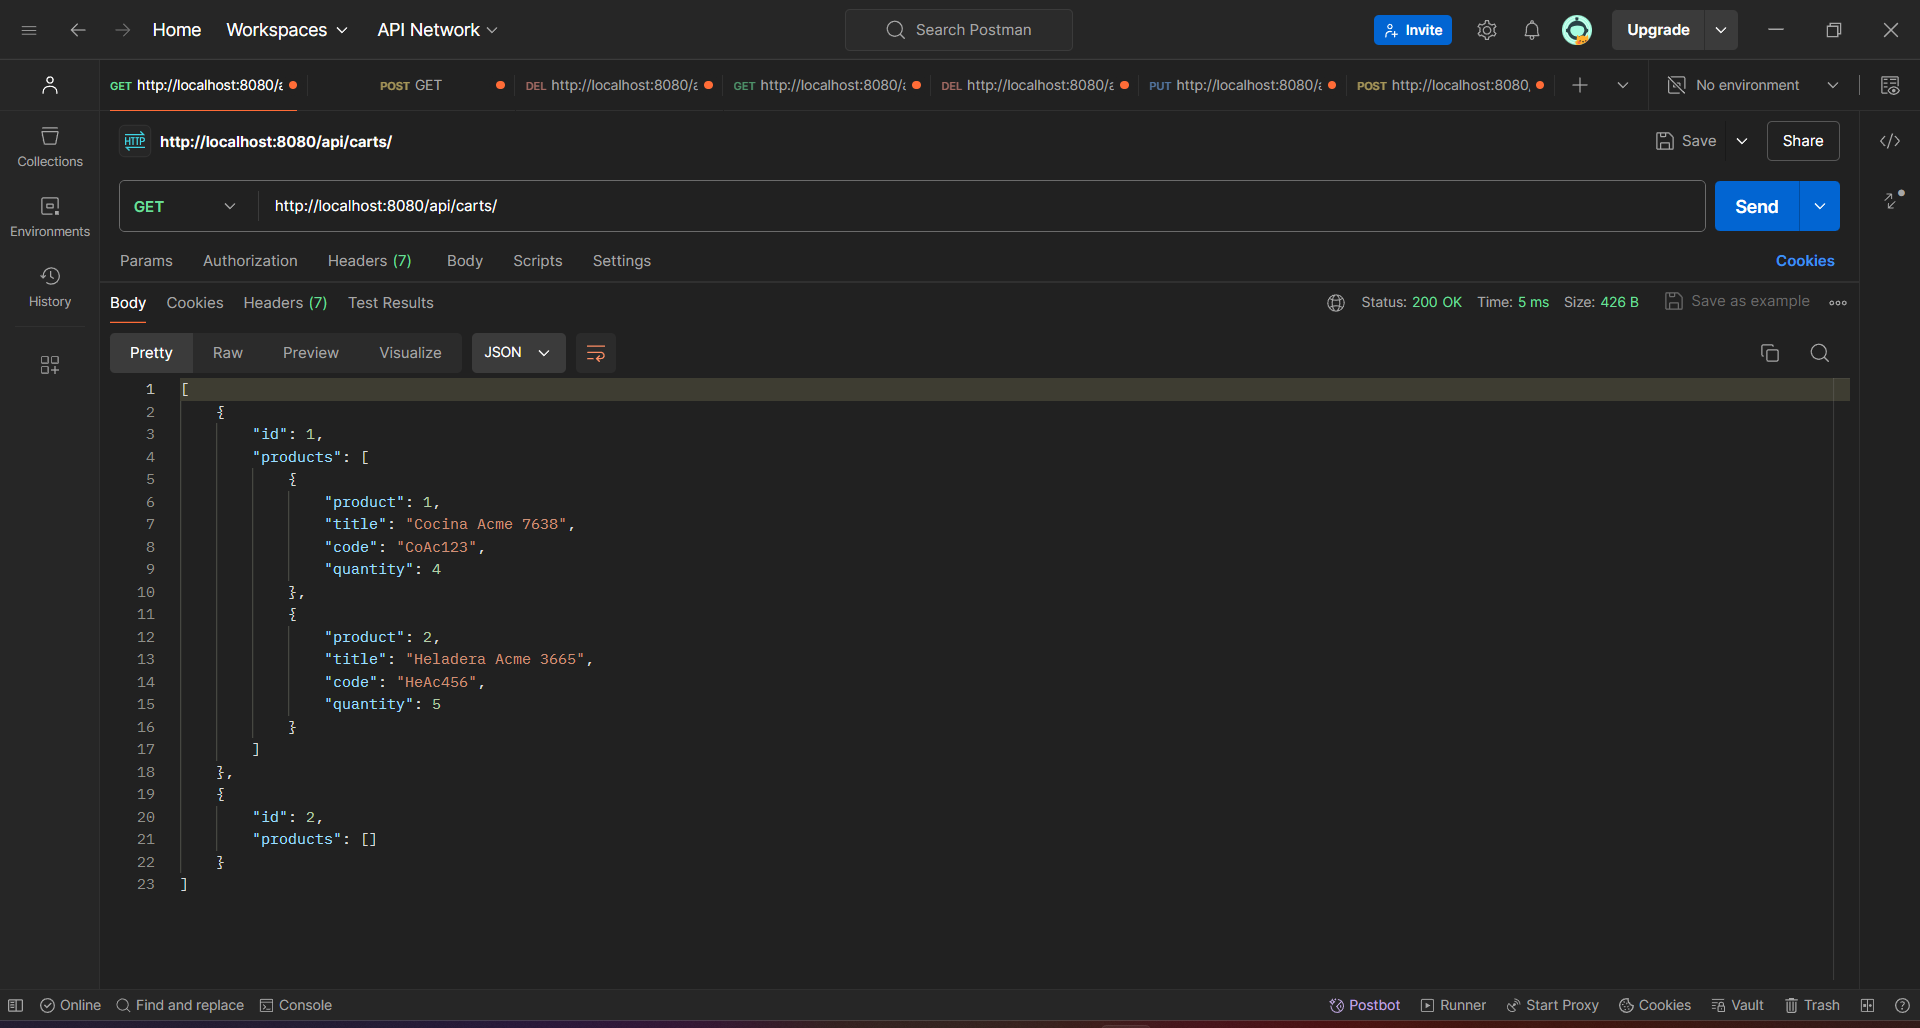 Home Workspaces API Network Search Postman Invite Upgrade
GET http://localhost:8080/a POST GET DEL http://localhost:8080/a GET http://localhost:8080/a DEL http://localhost:8080/a PUT http://localhost:8080/a POST http://localhost:8080/ No environment
HTTP http://localhost:8080/api/carts/ Save Share
Collections
GET http://localhost:8080/api/carts/ Send
Environments
Params Authorization Headers (7) Body Scripts Settings Cookies
History
Body Cookies Headers (7) Test Results Status: 200 OK Time: 5 ms Size: 426 B Save as example
Pretty Raw Preview Visualize JSON
1 [
2 {
3 "id": 1,
4 "products": [
5 {
6 "product": 1,
7 "title": "Cocina Acme 7638",
8 "code": "CoAc123",
9 "quantity": 4
10 },
11 {
12 "product": 2,
13 "title": "Heladera Acme 3665",
14 "code": "HeAc456",
15 "quantity": 5
16 }
17 ]
18 },
19 {
20 "id": 2,
21 "products": []
22 }
23 ]
Online Find and replace Console Postbot Runner Start Proxy Cookies Vault Trash